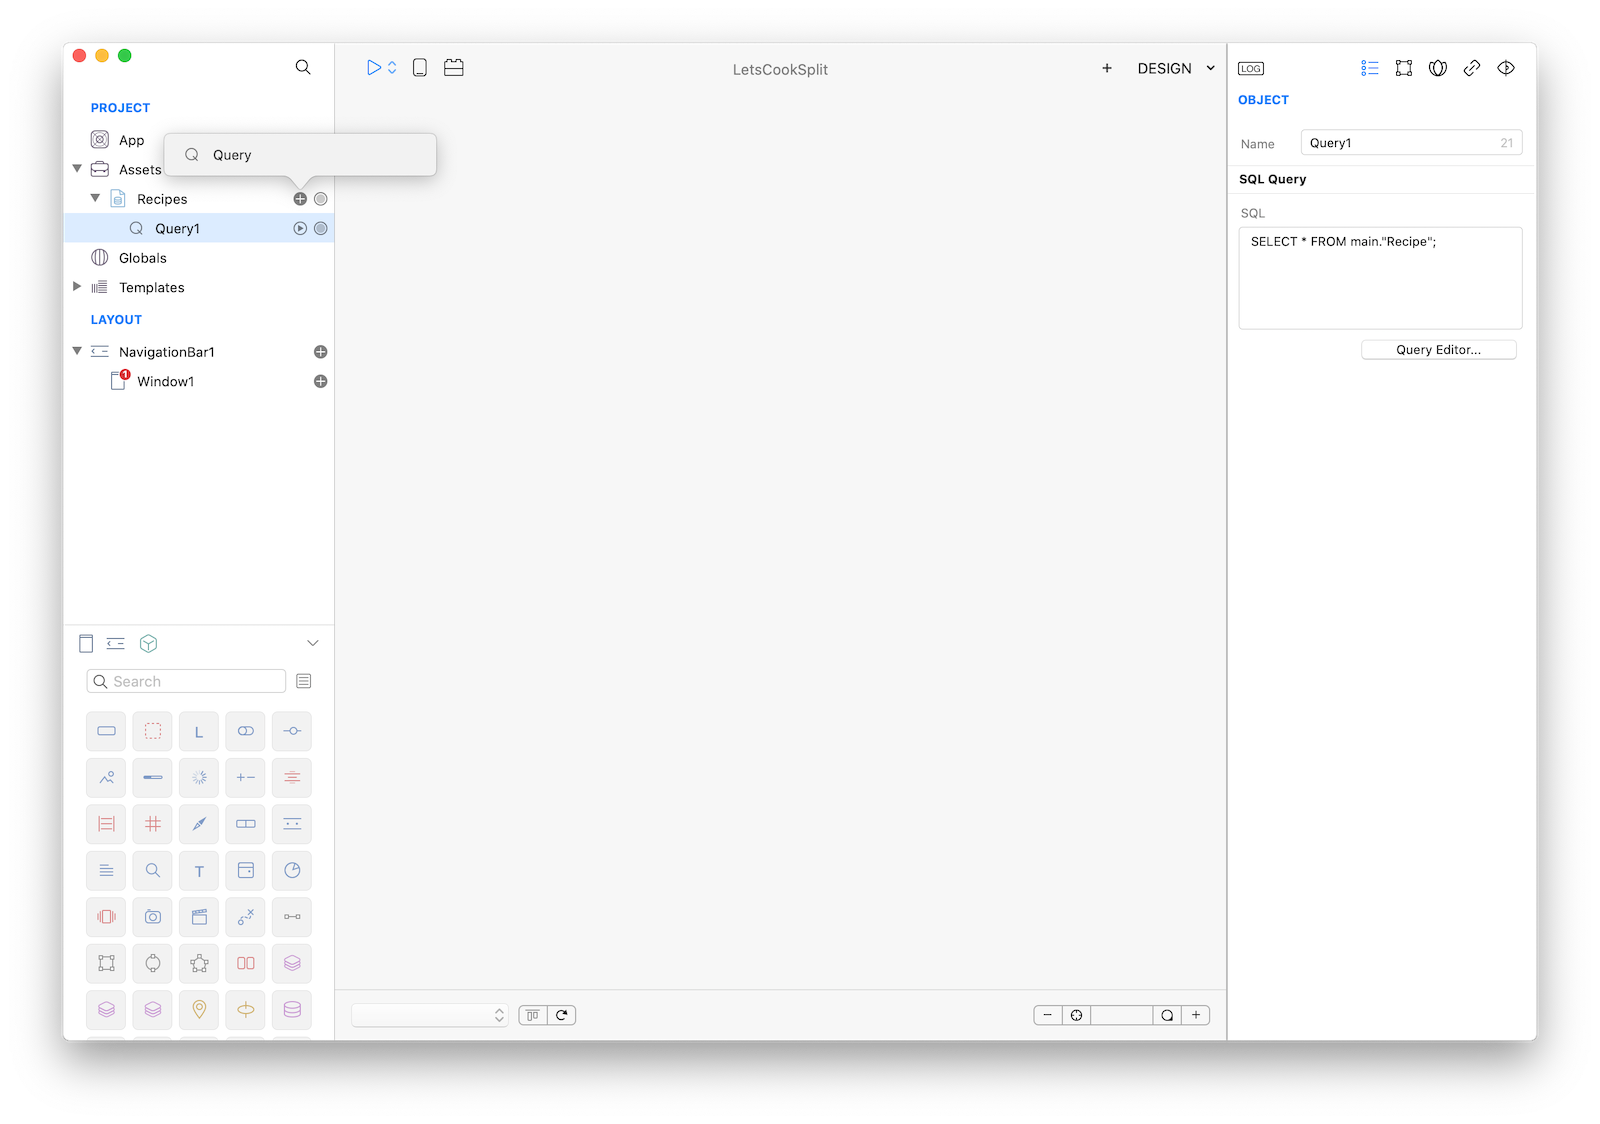 LetsCookSplit
DESIGN
LOG
PROJECT
App
Query
Assets
Recipes
Query1
Globals
Templates
LAYOUT
NavigationBar1
1
Window1
Search
L
T
OBJECT
Name
Query1
21
SQL Query
SQL
SELECT * FROM main."Recipe";
Query Editor...